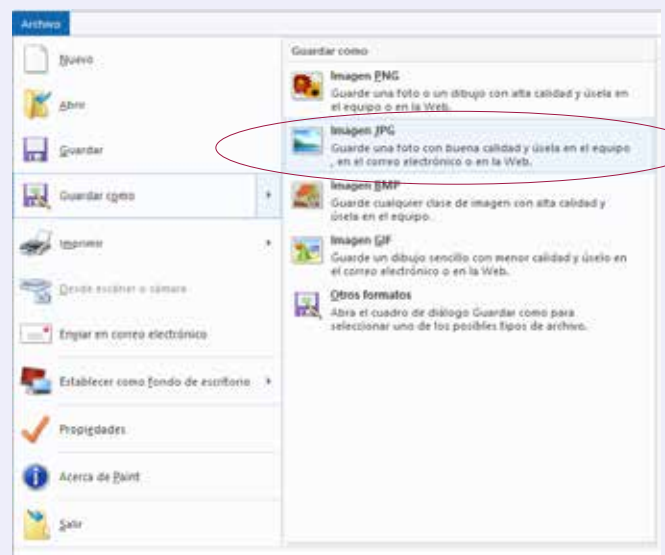 Archivo
Nuevo
Abrir
Guardar
Guardar como
Imprimir
Desde escáner o cámara
Enviar en correo electrónico
Establecer como fondo de escritorio
Propiedades
Acerca de Paint
Salir
Guardar como
Imagen PNG
Guarde una foto o un dibujo con alta calidad y úsela en
el equipo o en la Web.
Imagen JPG
Guarde una foto con buena calidad y úsela en el equipo
, en el correo electrónico o en la Web.
Imagen BMP
Guarde cualquier clase de imagen con alta calidad y
úsela en el equipo.
Imagen GIF
Guarde un dibujo sencillo con menor calidad y úselo en
el correo electrónico o en la Web.
Otros formatos
Abra el cuadro de diálogo Guardar como para
seleccionar uno de los posibles tipos de archivo.